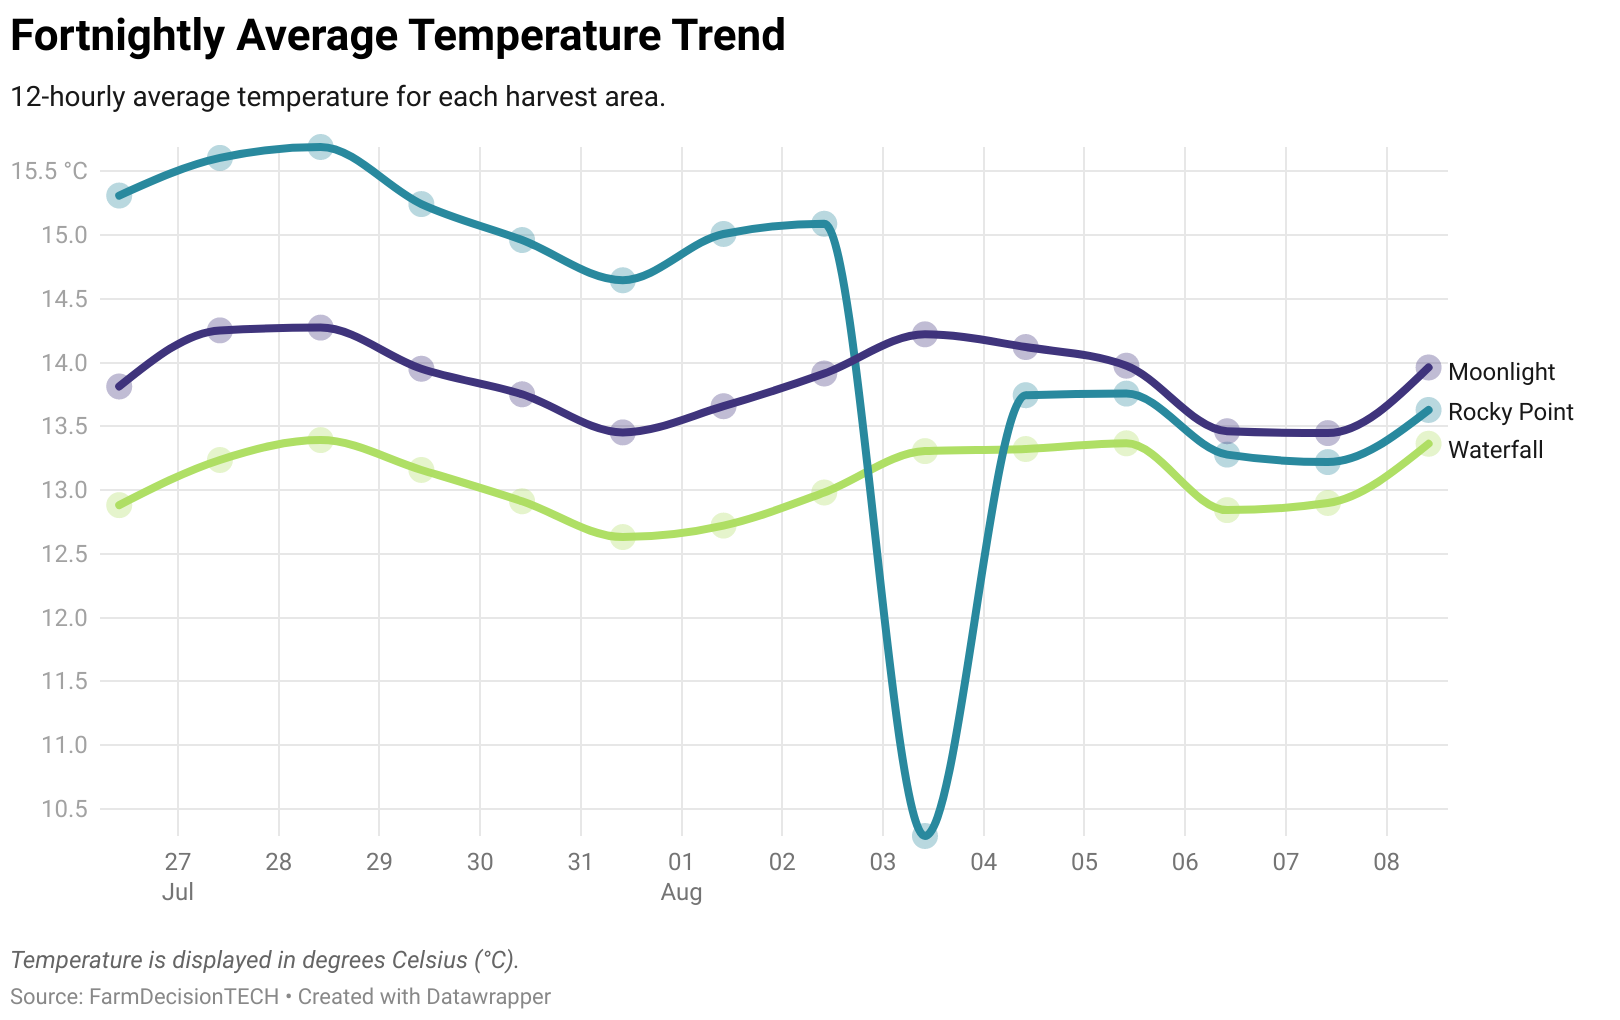 Fortnightly Average Temperature Trend
12-hourly average temperature for each harvest area.
15.5 °C
15.0
14.5
14.0
13.5
13.0
12.5
12.0
11.5
11.0
10.5
Moonlight
Rocky Point
Waterfall
27 28 29 30 31 01 02 03 04 05 06 07 08
Jul Aug
Temperature is displayed in degrees Celsius (°C).
Source: FarmDecisionTECH • Created with Datawrapper